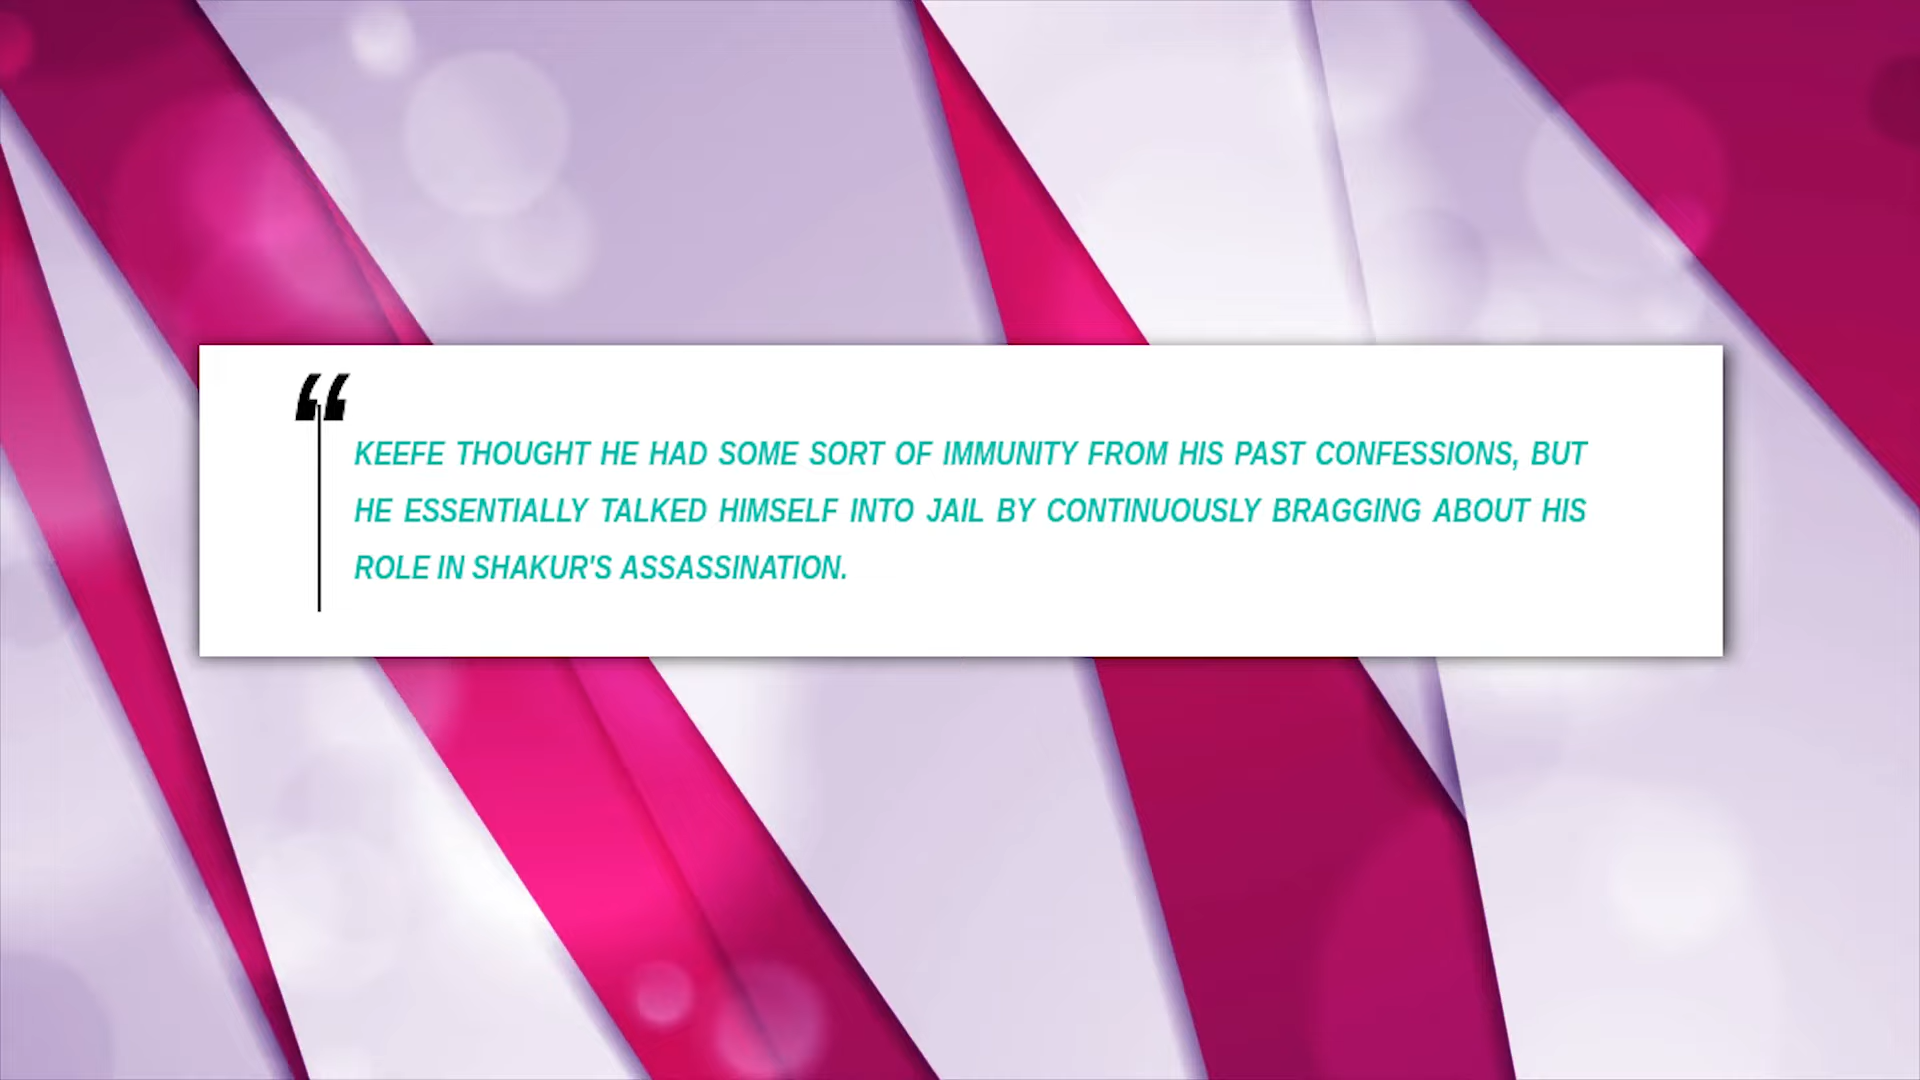 “
KEEFE THOUGHT HE HAD SOME SORT OF IMMUNITY FROM HIS PAST CONFESSIONS, BUT
HE ESSENTIALLY TALKED HIMSELF INTO JAIL BY CONTINUOUSLY BRAGGING ABOUT HIS
ROLE IN SHAKUR'S ASSASSINATION.